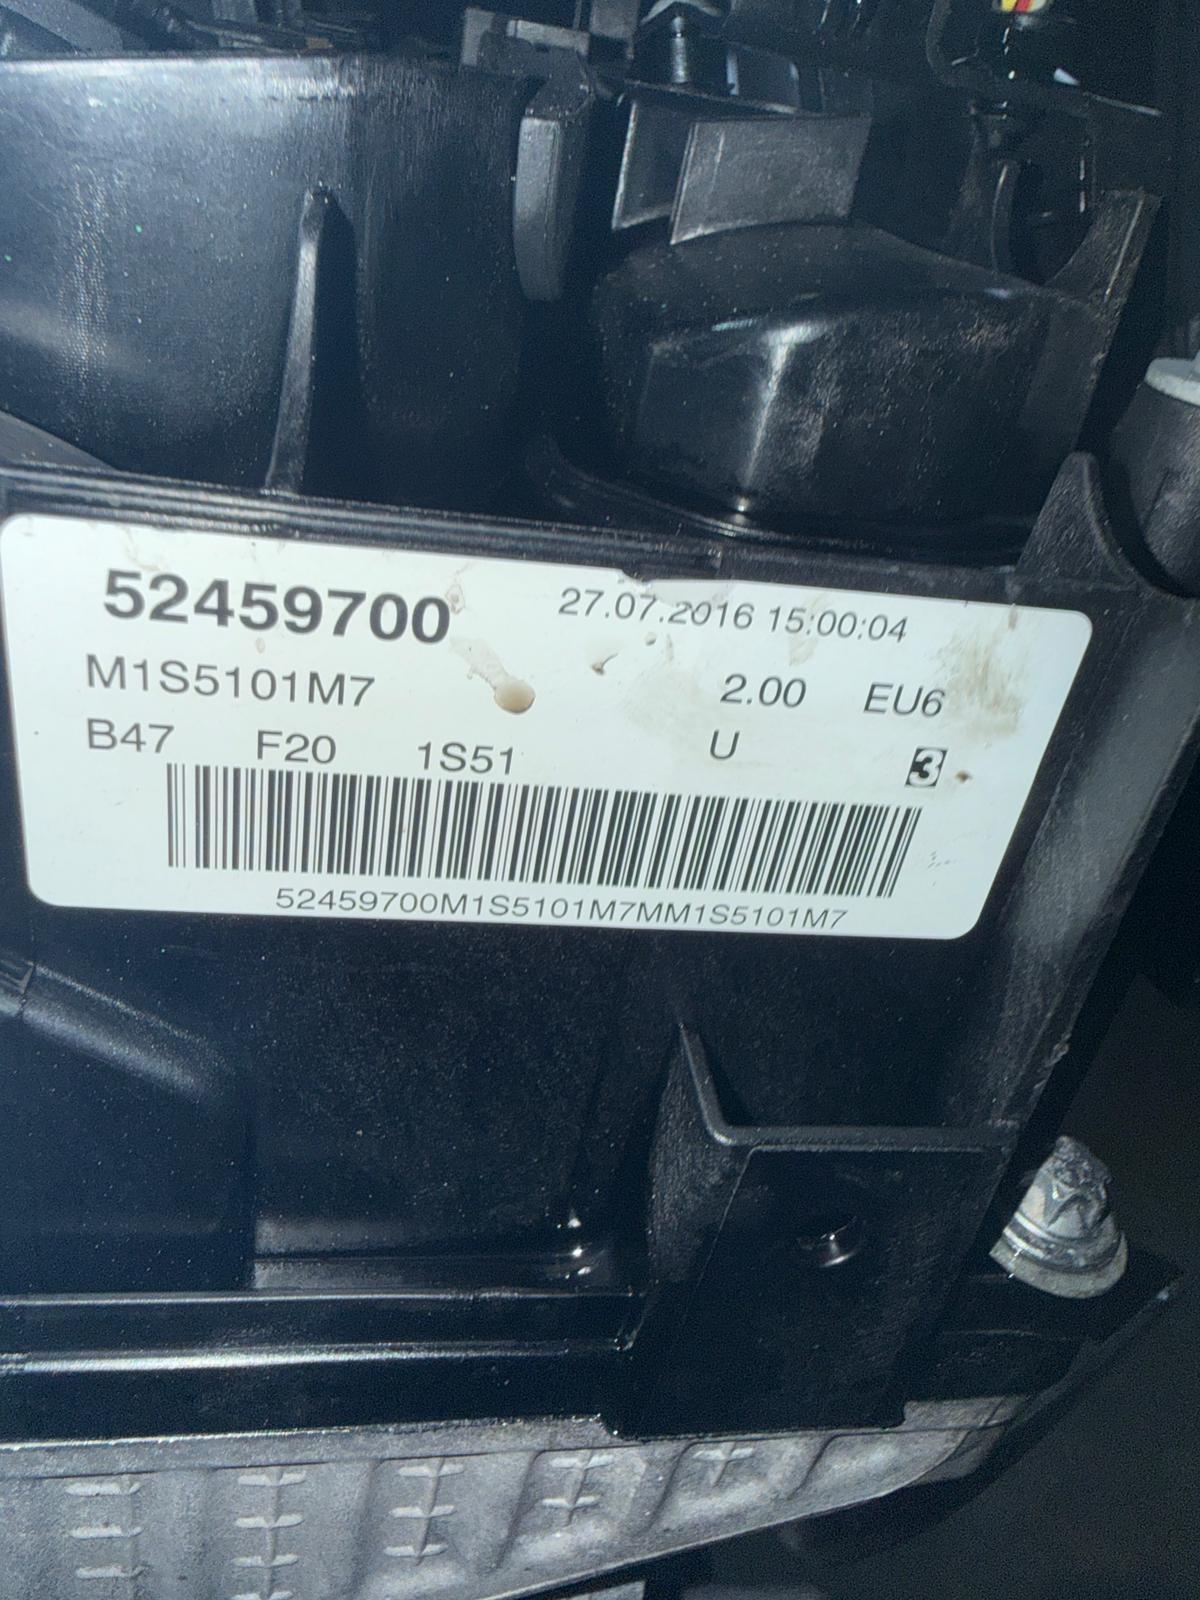 52459700 27.07.2016 15:00:04
M1S5101M7 2.00 EU6
B47 F20 1S51 U 3
52459700M1S5101M7MM1S5101M7